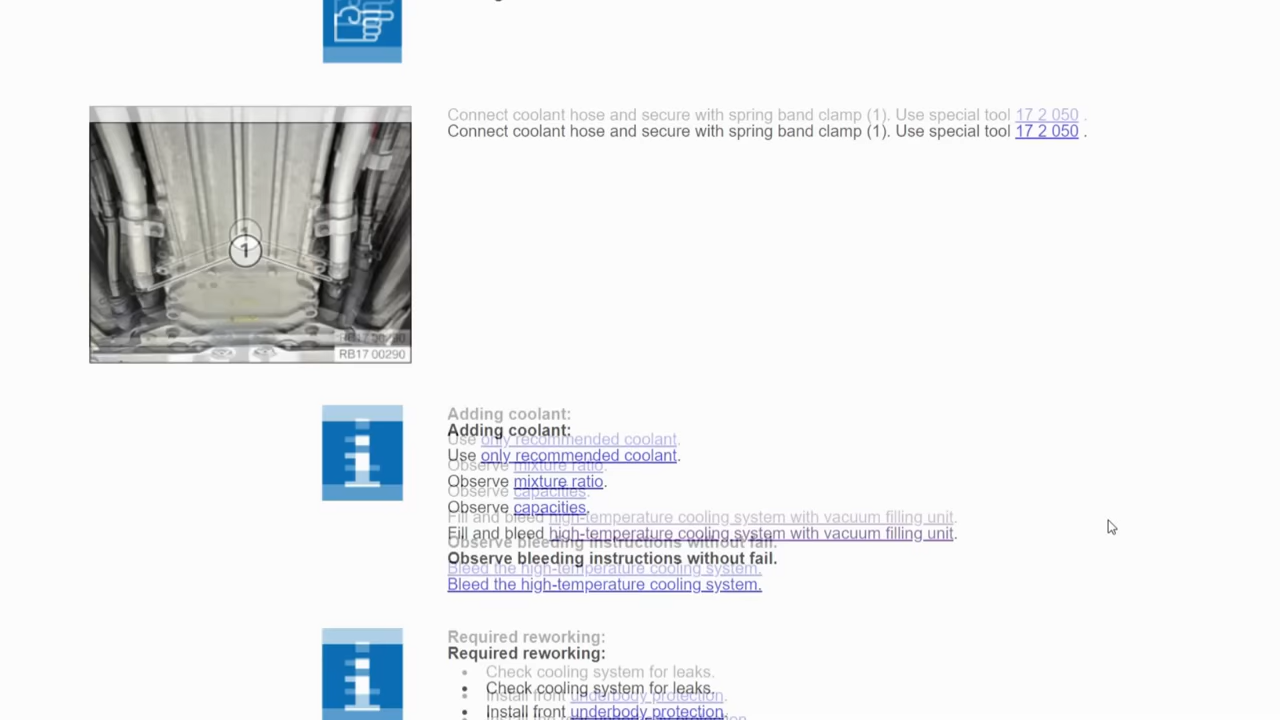 Connect coolant hose and secure with spring band clamp (1). Use special tool 17 2 050 .
1
RB17 00290
Adding coolant:
Use only recommended coolant.
Observe mixture ratio.
Observe capacities.
Fill and bleed high-temperature cooling system with vacuum filling unit.
Observe bleeding instructions without fail.
Bleed the high-temperature cooling system.
Required reworking:
• Check cooling system for leaks.
• Install front underbody protection.